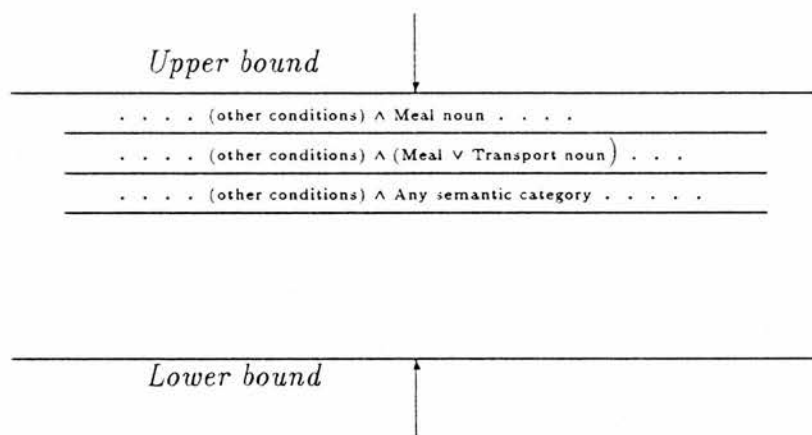 Upper bound
. . . . (other conditions) ∧ Meal noun . . . .
. . . . (other conditions) ∧ (Meal ∨ Transport noun) . . .
. . . . (other conditions) ∧ Any semantic category . . . . .
Lower bound